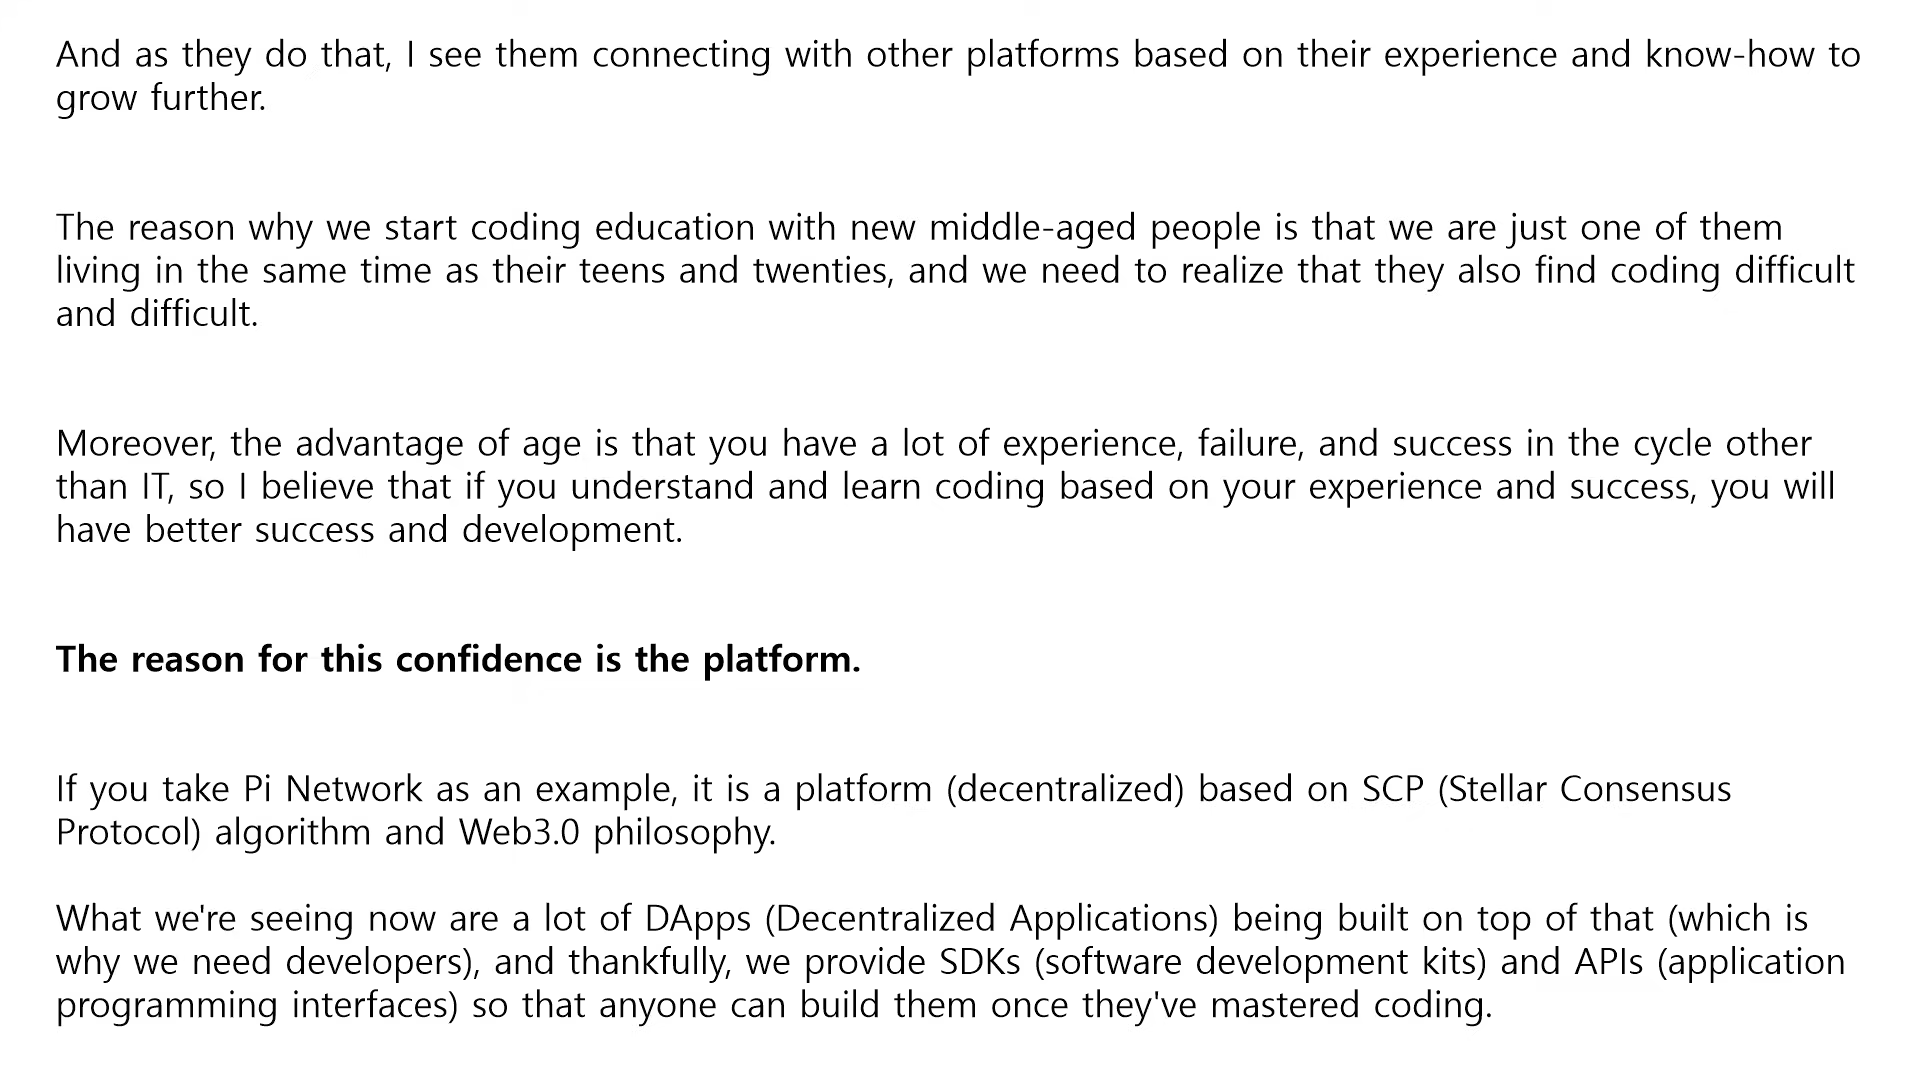 And as they do that, I see them connecting with other platforms based on their experience and know-how to
grow further.
The reason why we start coding education with new middle-aged people is that we are just one of them
living in the same time as their teens and twenties, and we need to realize that they also find coding difficult
and difficult.
Moreover, the advantage of age is that you have a lot of experience, failure, and success in the cycle other
than IT, so I believe that if you understand and learn coding based on your experience and success, you will
have better success and development.
The reason for this confidence is the platform.
If you take Pi Network as an example, it is a platform (decentralized) based on SCP (Stellar Consensus
Protocol) algorithm and Web3.0 philosophy.
What we're seeing now are a lot of DApps (Decentralized Applications) being built on top of that (which is
why we need developers), and thankfully, we provide SDKs (software development kits) and APIs (application
programming interfaces) so that anyone can build them once they've mastered coding.